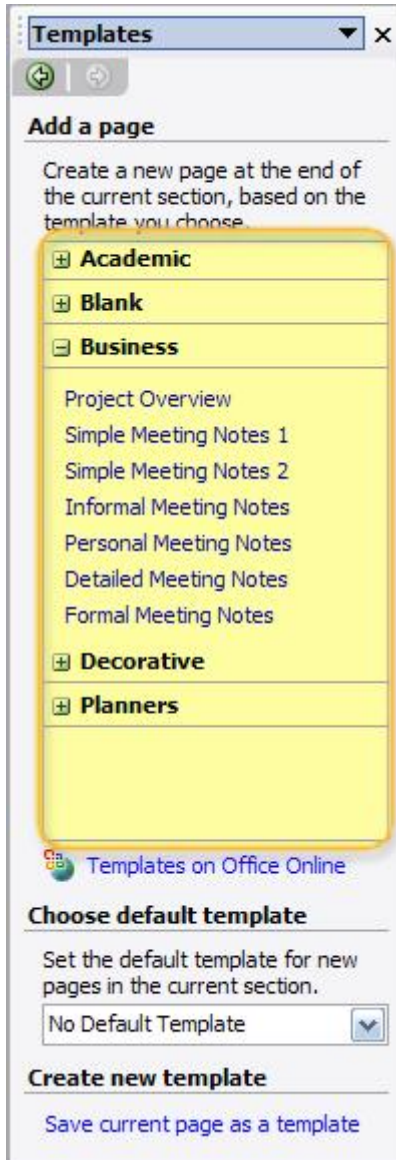 Templates
Add a page
Create a new page at the end of
the current section, based on the
template you choose.
Academic
Blank
Business
Project Overview
Simple Meeting Notes 1
Simple Meeting Notes 2
Informal Meeting Notes
Personal Meeting Notes
Detailed Meeting Notes
Formal Meeting Notes
Decorative
Planners
Templates on Office Online
Choose default template
Set the default template for new
pages in the current section.
No Default Template
Create new template
Save current page as a template